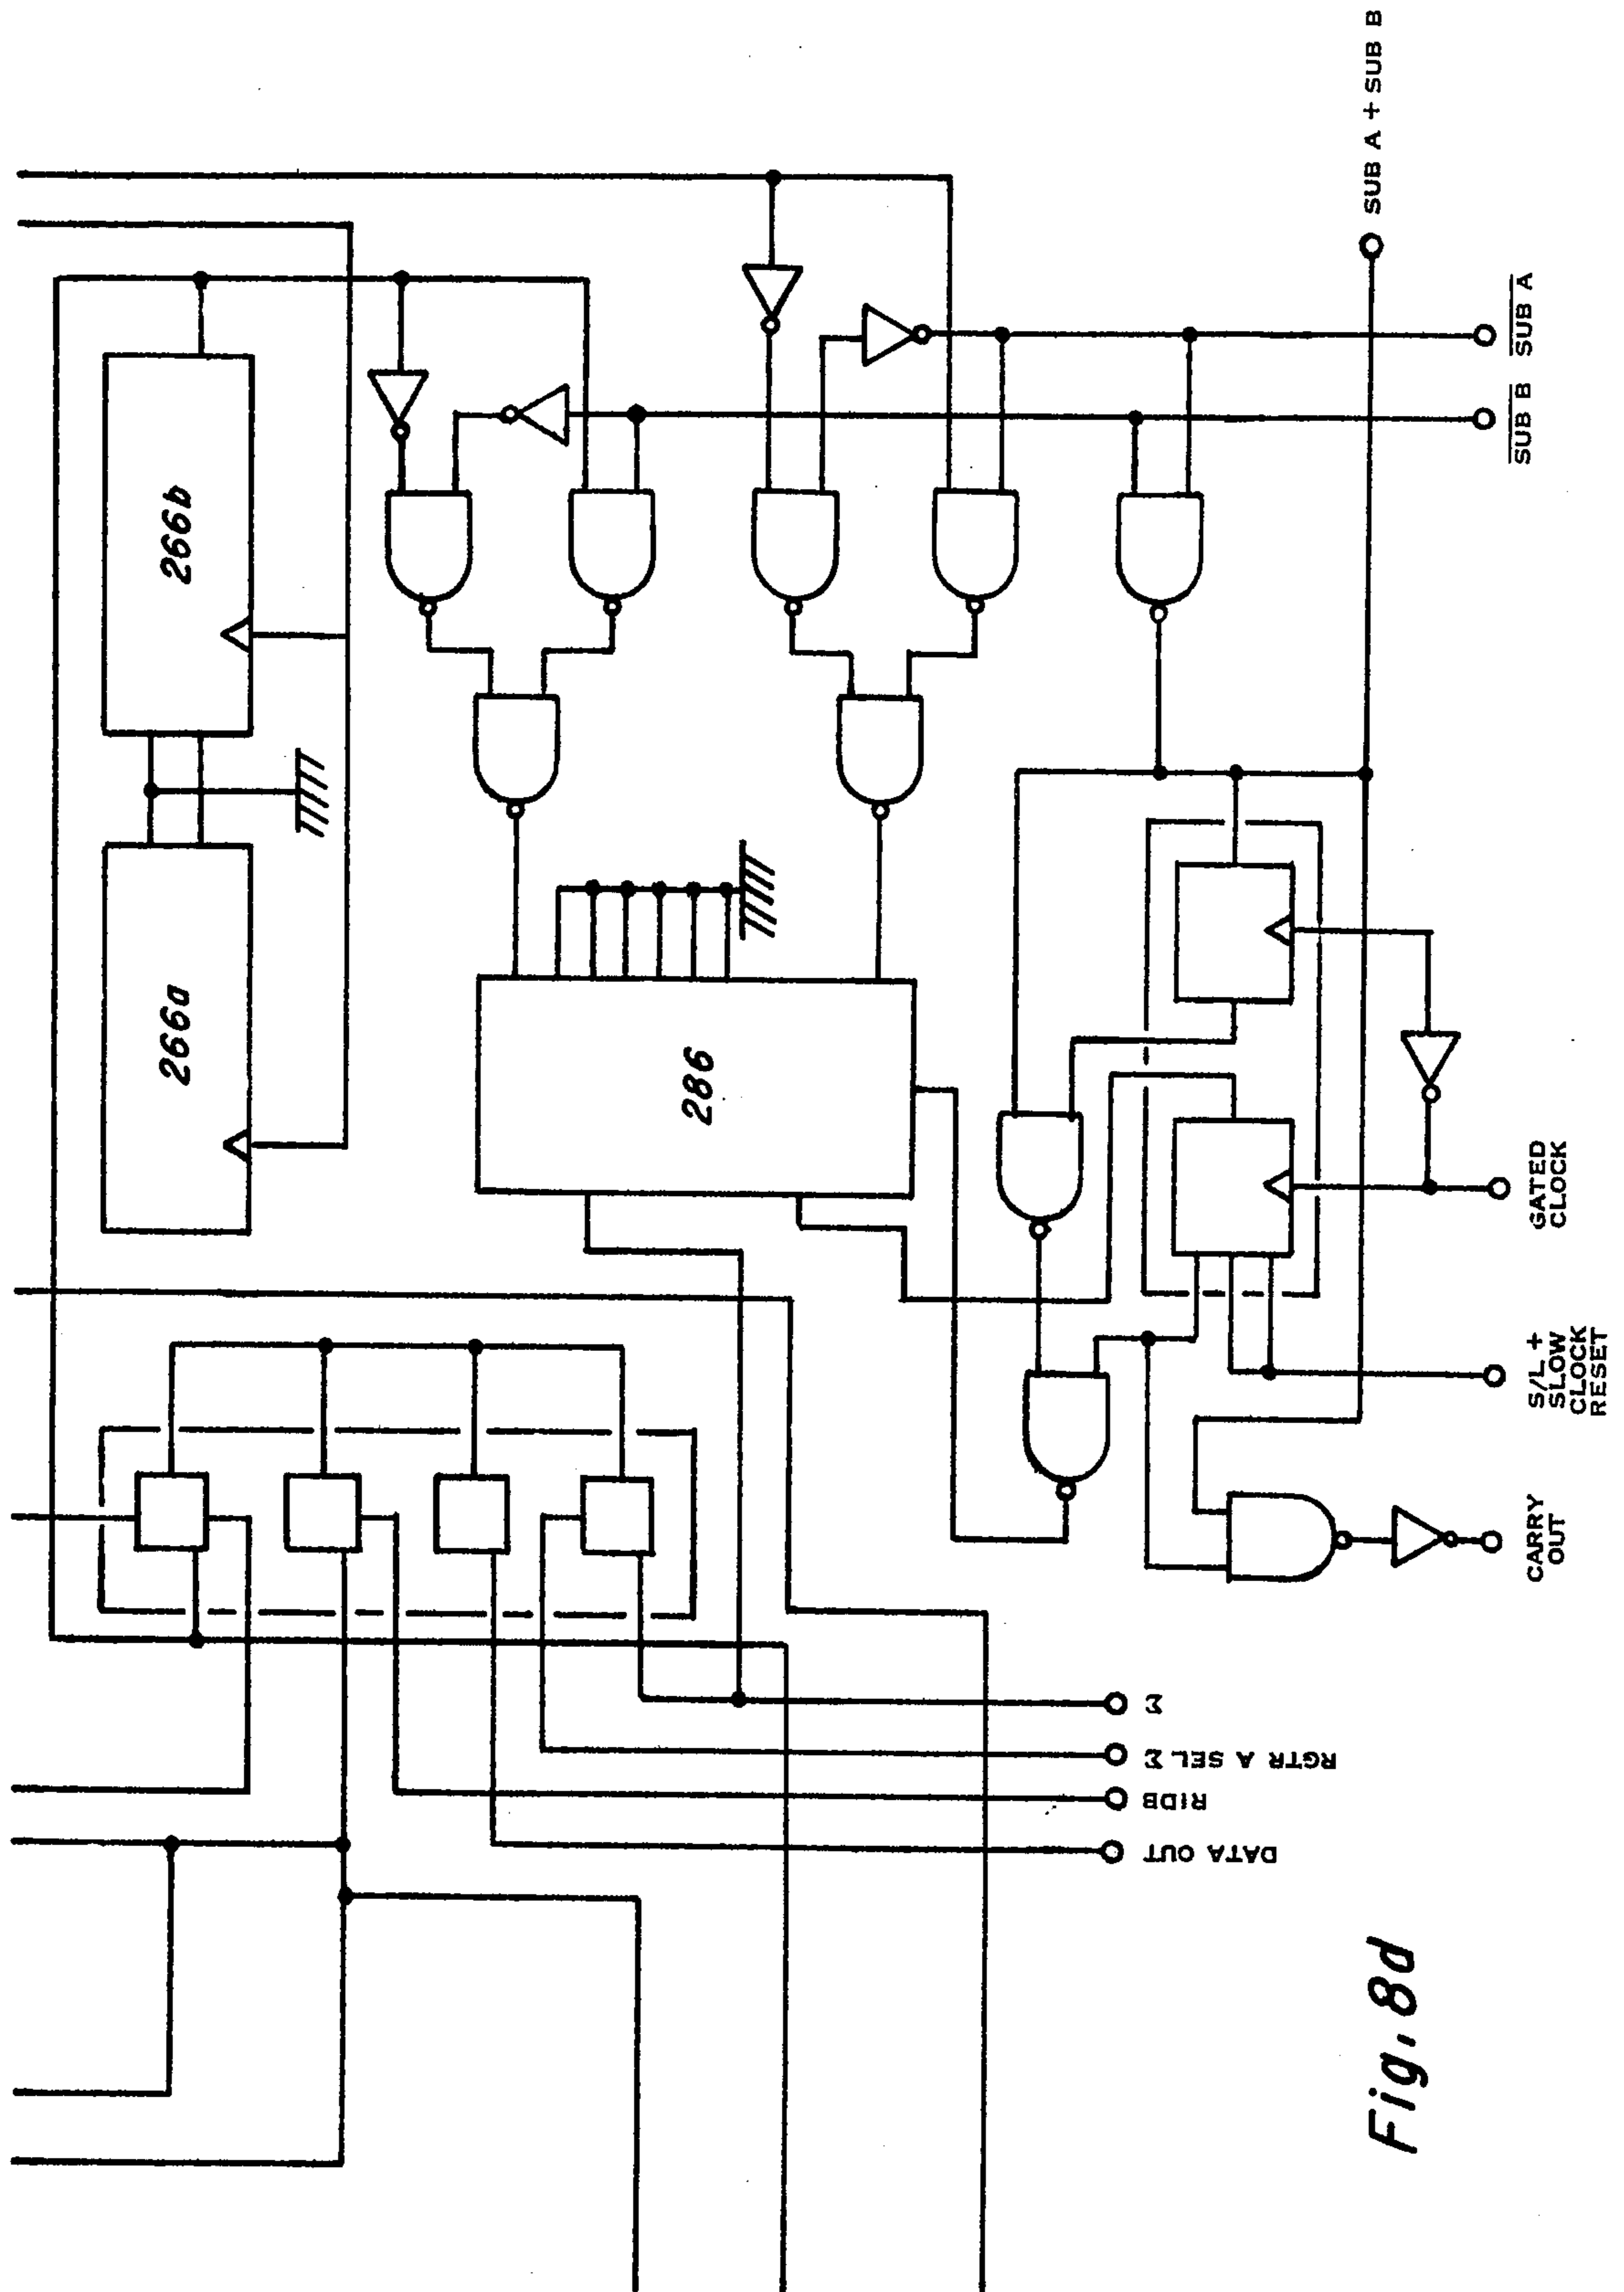 266a
266b
286
SUB A + SUB B
SUB A
SUB B
GATED
CLOCK
S/L +
SLOW
CLOCK
RESET
CARRY
OUT
Σ
RGTR A SEL Σ
RIDB
DATA OUT
Fig. 8d